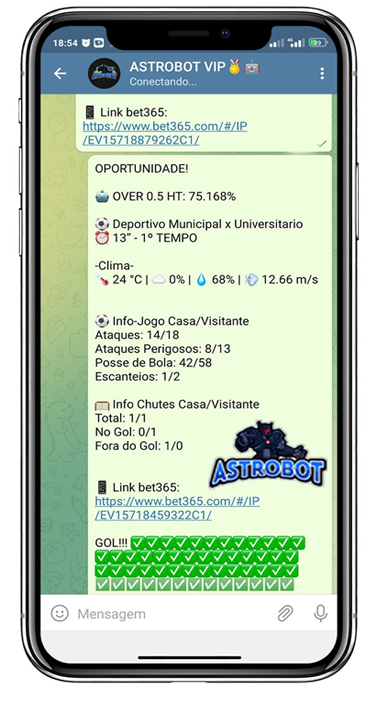 18:54
ASTROBOT VIP🥇🤖
Conectando...
📱 Link bet365:
https://www.bet365.com/#/IP
/EV15718879262C1/
OPORTUNIDADE!
🤖 OVER 0.5 HT: 75.168%
⚽ Deportivo Municipal x Universitario
⏰ 13” - 1º TEMPO
-Clima-
🌡️ 24 °C | ☁️ 0% | 💧 68% | 💨 12.66 m/s
⚽ Info-Jogo Casa/Visitante
Ataques: 14/18
Ataques Perigosos: 8/13
Posse de Bola: 42/58
Escanteios: 1/2
🥅 Info Chutes Casa/Visitante
Total: 1/1
No Gol: 0/1
Fora do Gol: 1/0
ASTROBOT
📱 Link bet365:
https://www.bet365.com/#/IP
/EV15718459322C1/
GOL!!! ✅✅✅✅✅✅✅✅✅✅✅
✅✅✅✅✅✅✅✅✅✅✅✅✅
✅✅✅✅✅✅✅✅✅✅✅✅✅
✅✅✅✅✅✅✅✅✅✅✅✅✅
Mensagem